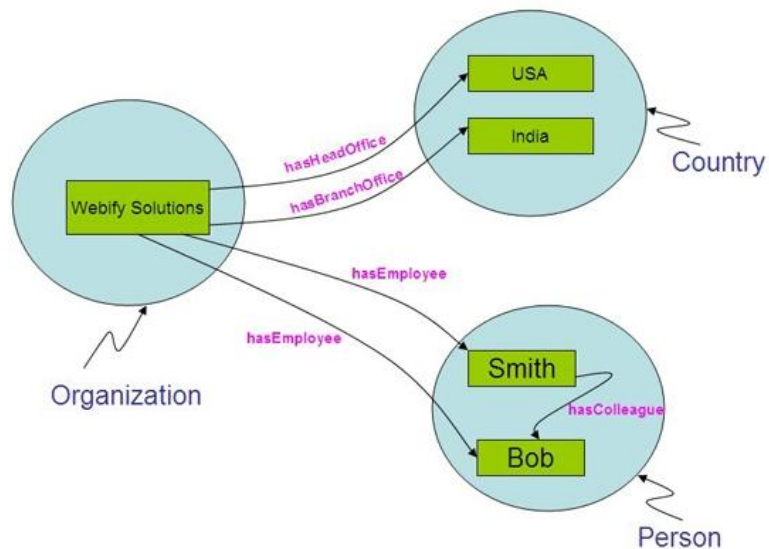 USA
India
Country
hasHeadOffice
hasBranchOffice
Webify Solutions
Organization
hasEmployee
hasEmployee
Smith
hasColleague
Bob
Person